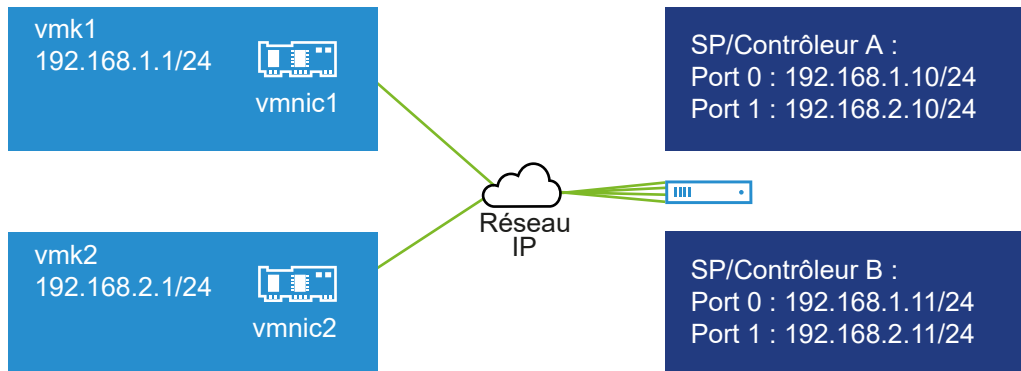 vmk1
192.168.1.1/24
vmnic1
SP/Contrôleur A :
Port 0 : 192.168.1.10/24
Port 1 : 192.168.2.10/24
Réseau
IP
vmk2
192.168.2.1/24
vmnic2
SP/Contrôleur B :
Port 0 : 192.168.1.11/24
Port 1 : 192.168.2.11/24